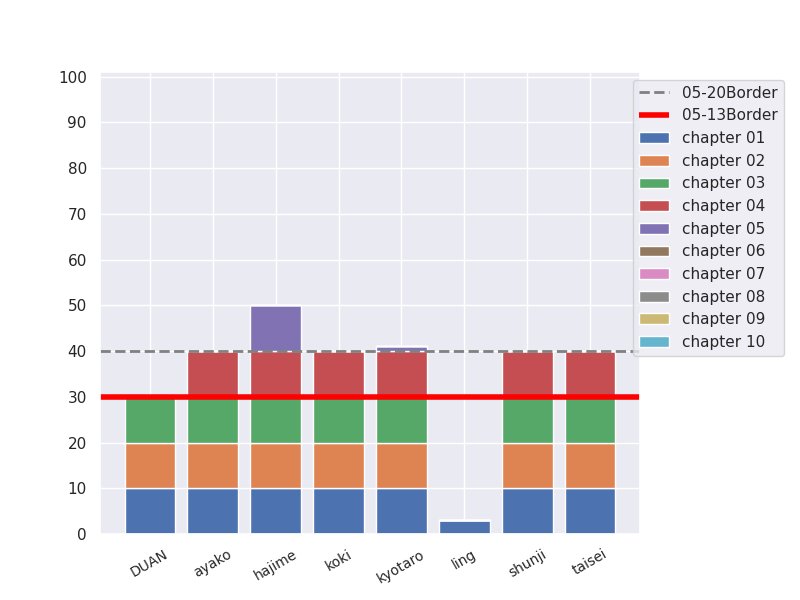 100
90
80
70
60
50
40
30
20
10
0
DUAN
ayako
hajime
koki
kyotaro
ling
shunji
taisei
05-20Border
05-13Border
chapter 01
chapter 02
chapter 03
chapter 04
chapter 05
chapter 06
chapter 07
chapter 08
chapter 09
chapter 10